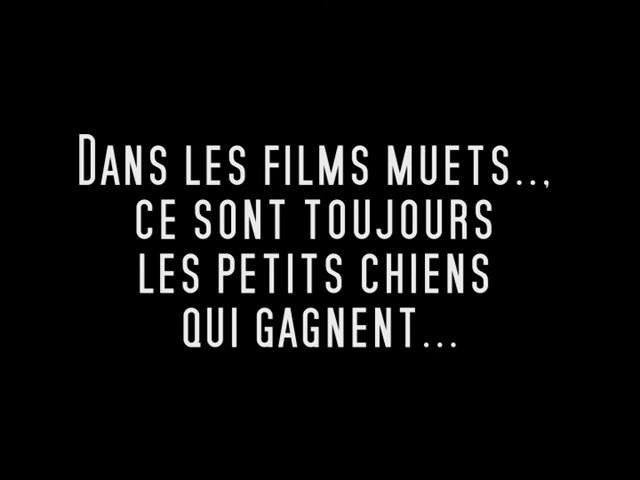 Dans les films muets..,
ce sont toujours
les petits chiens
qui gagnent...